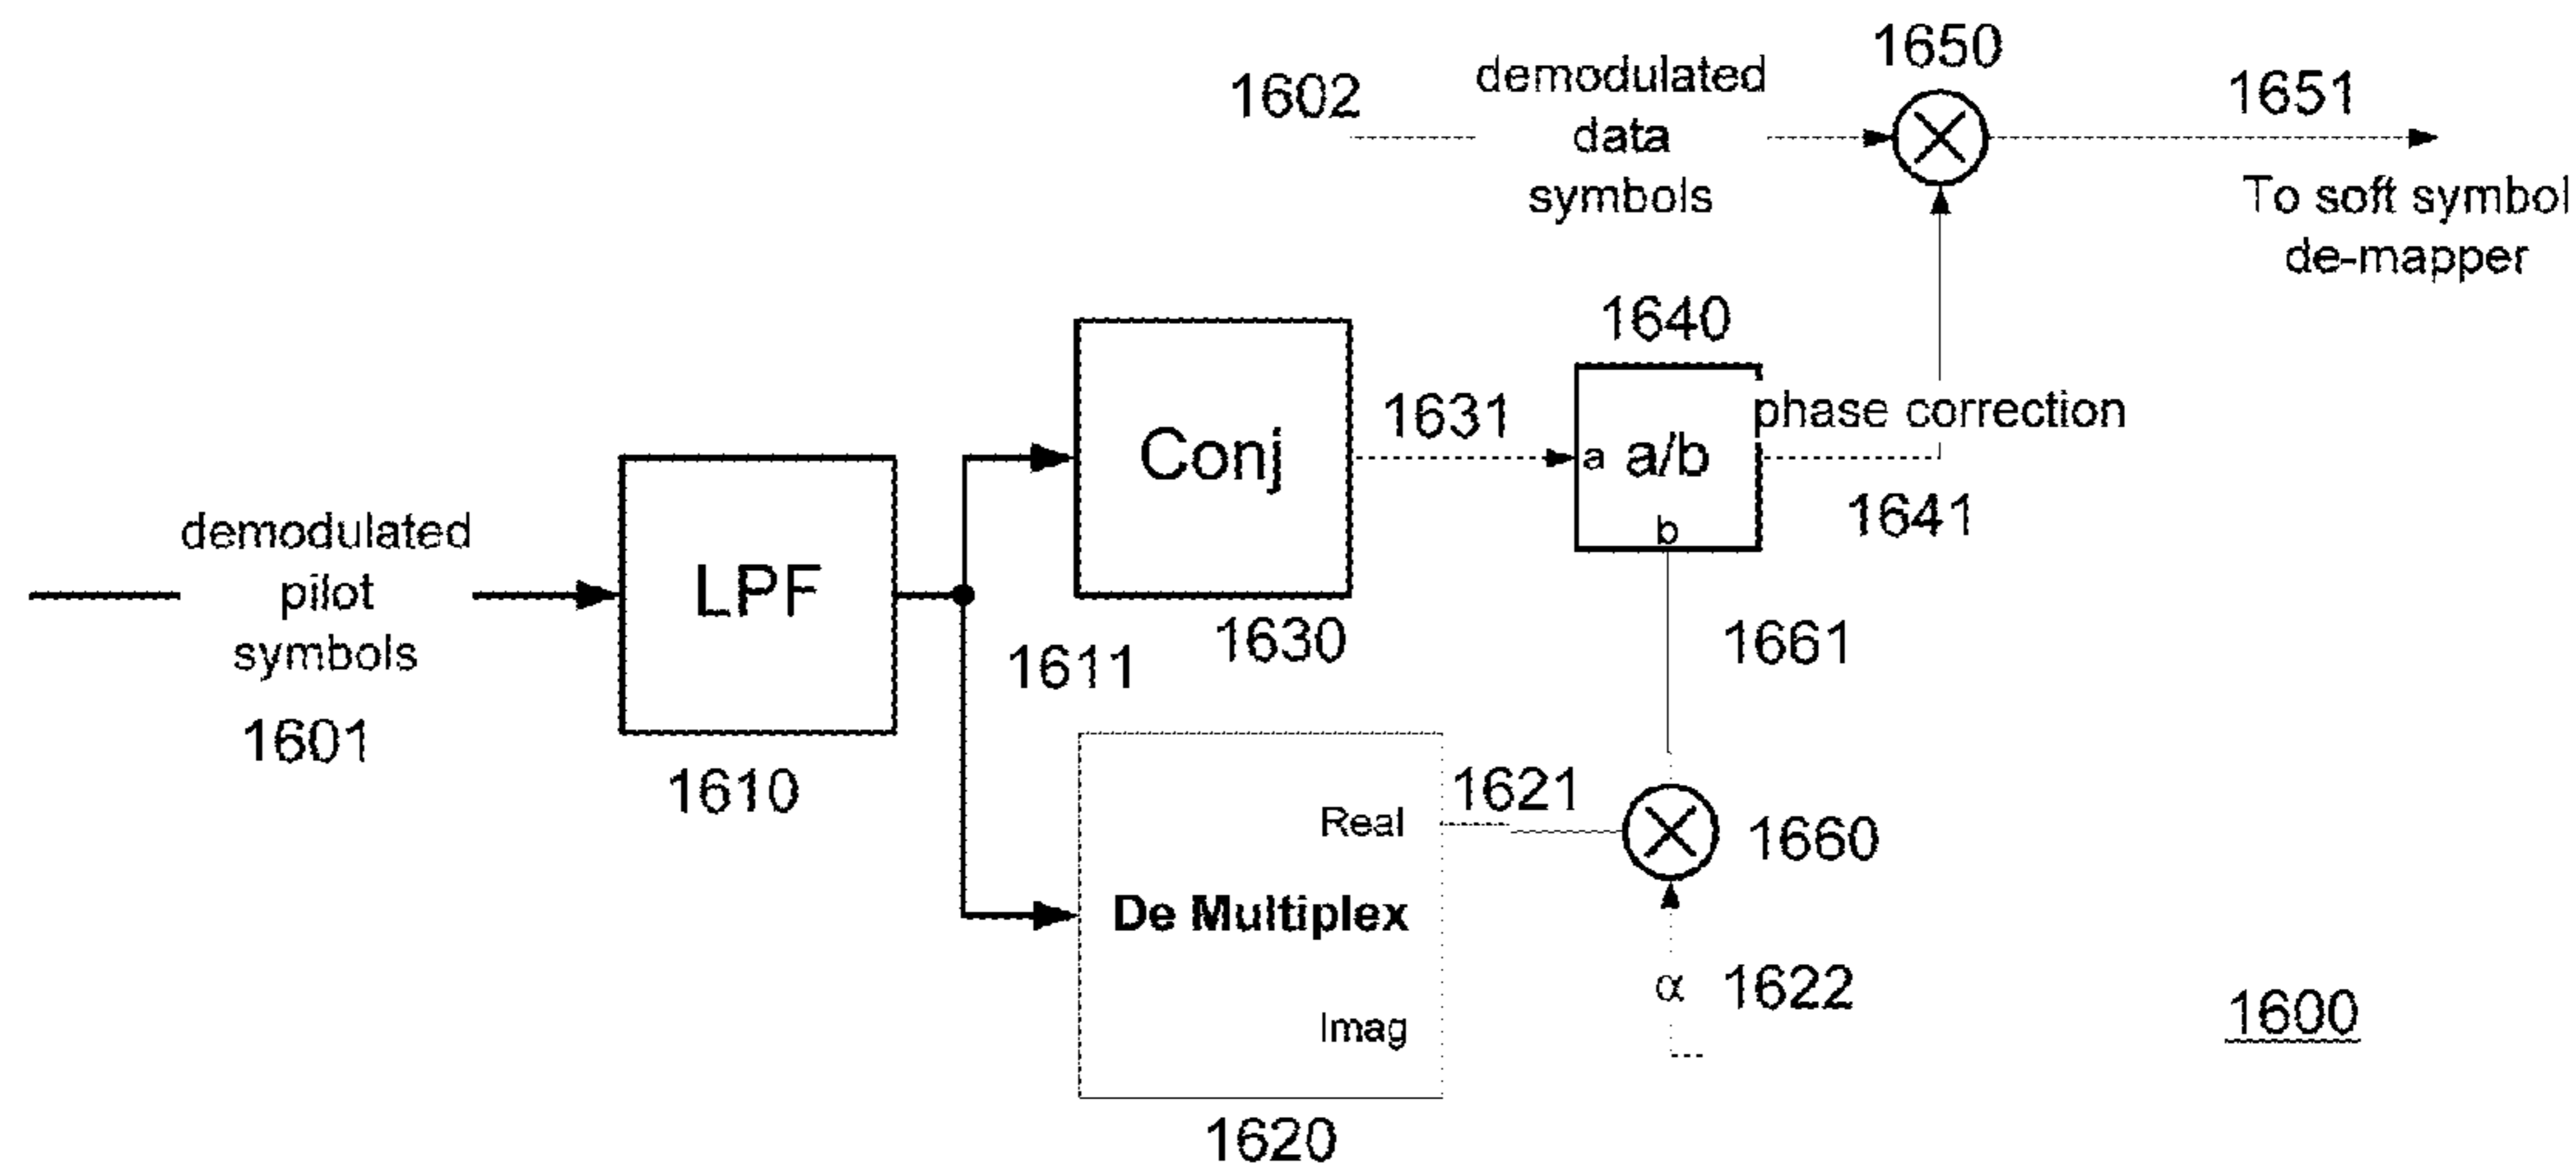 1650
1602
demodulated
data
symbols
1651
To soft symbol
de-mapper
1640
a a/b
b
phase correction
1641
1631
Conj
1630
demodulated
pilot
symbols
1601
LPF
1610
1611
1661
1621
Real
De Multiplex
Imag
1620
1660
α
1622
1600